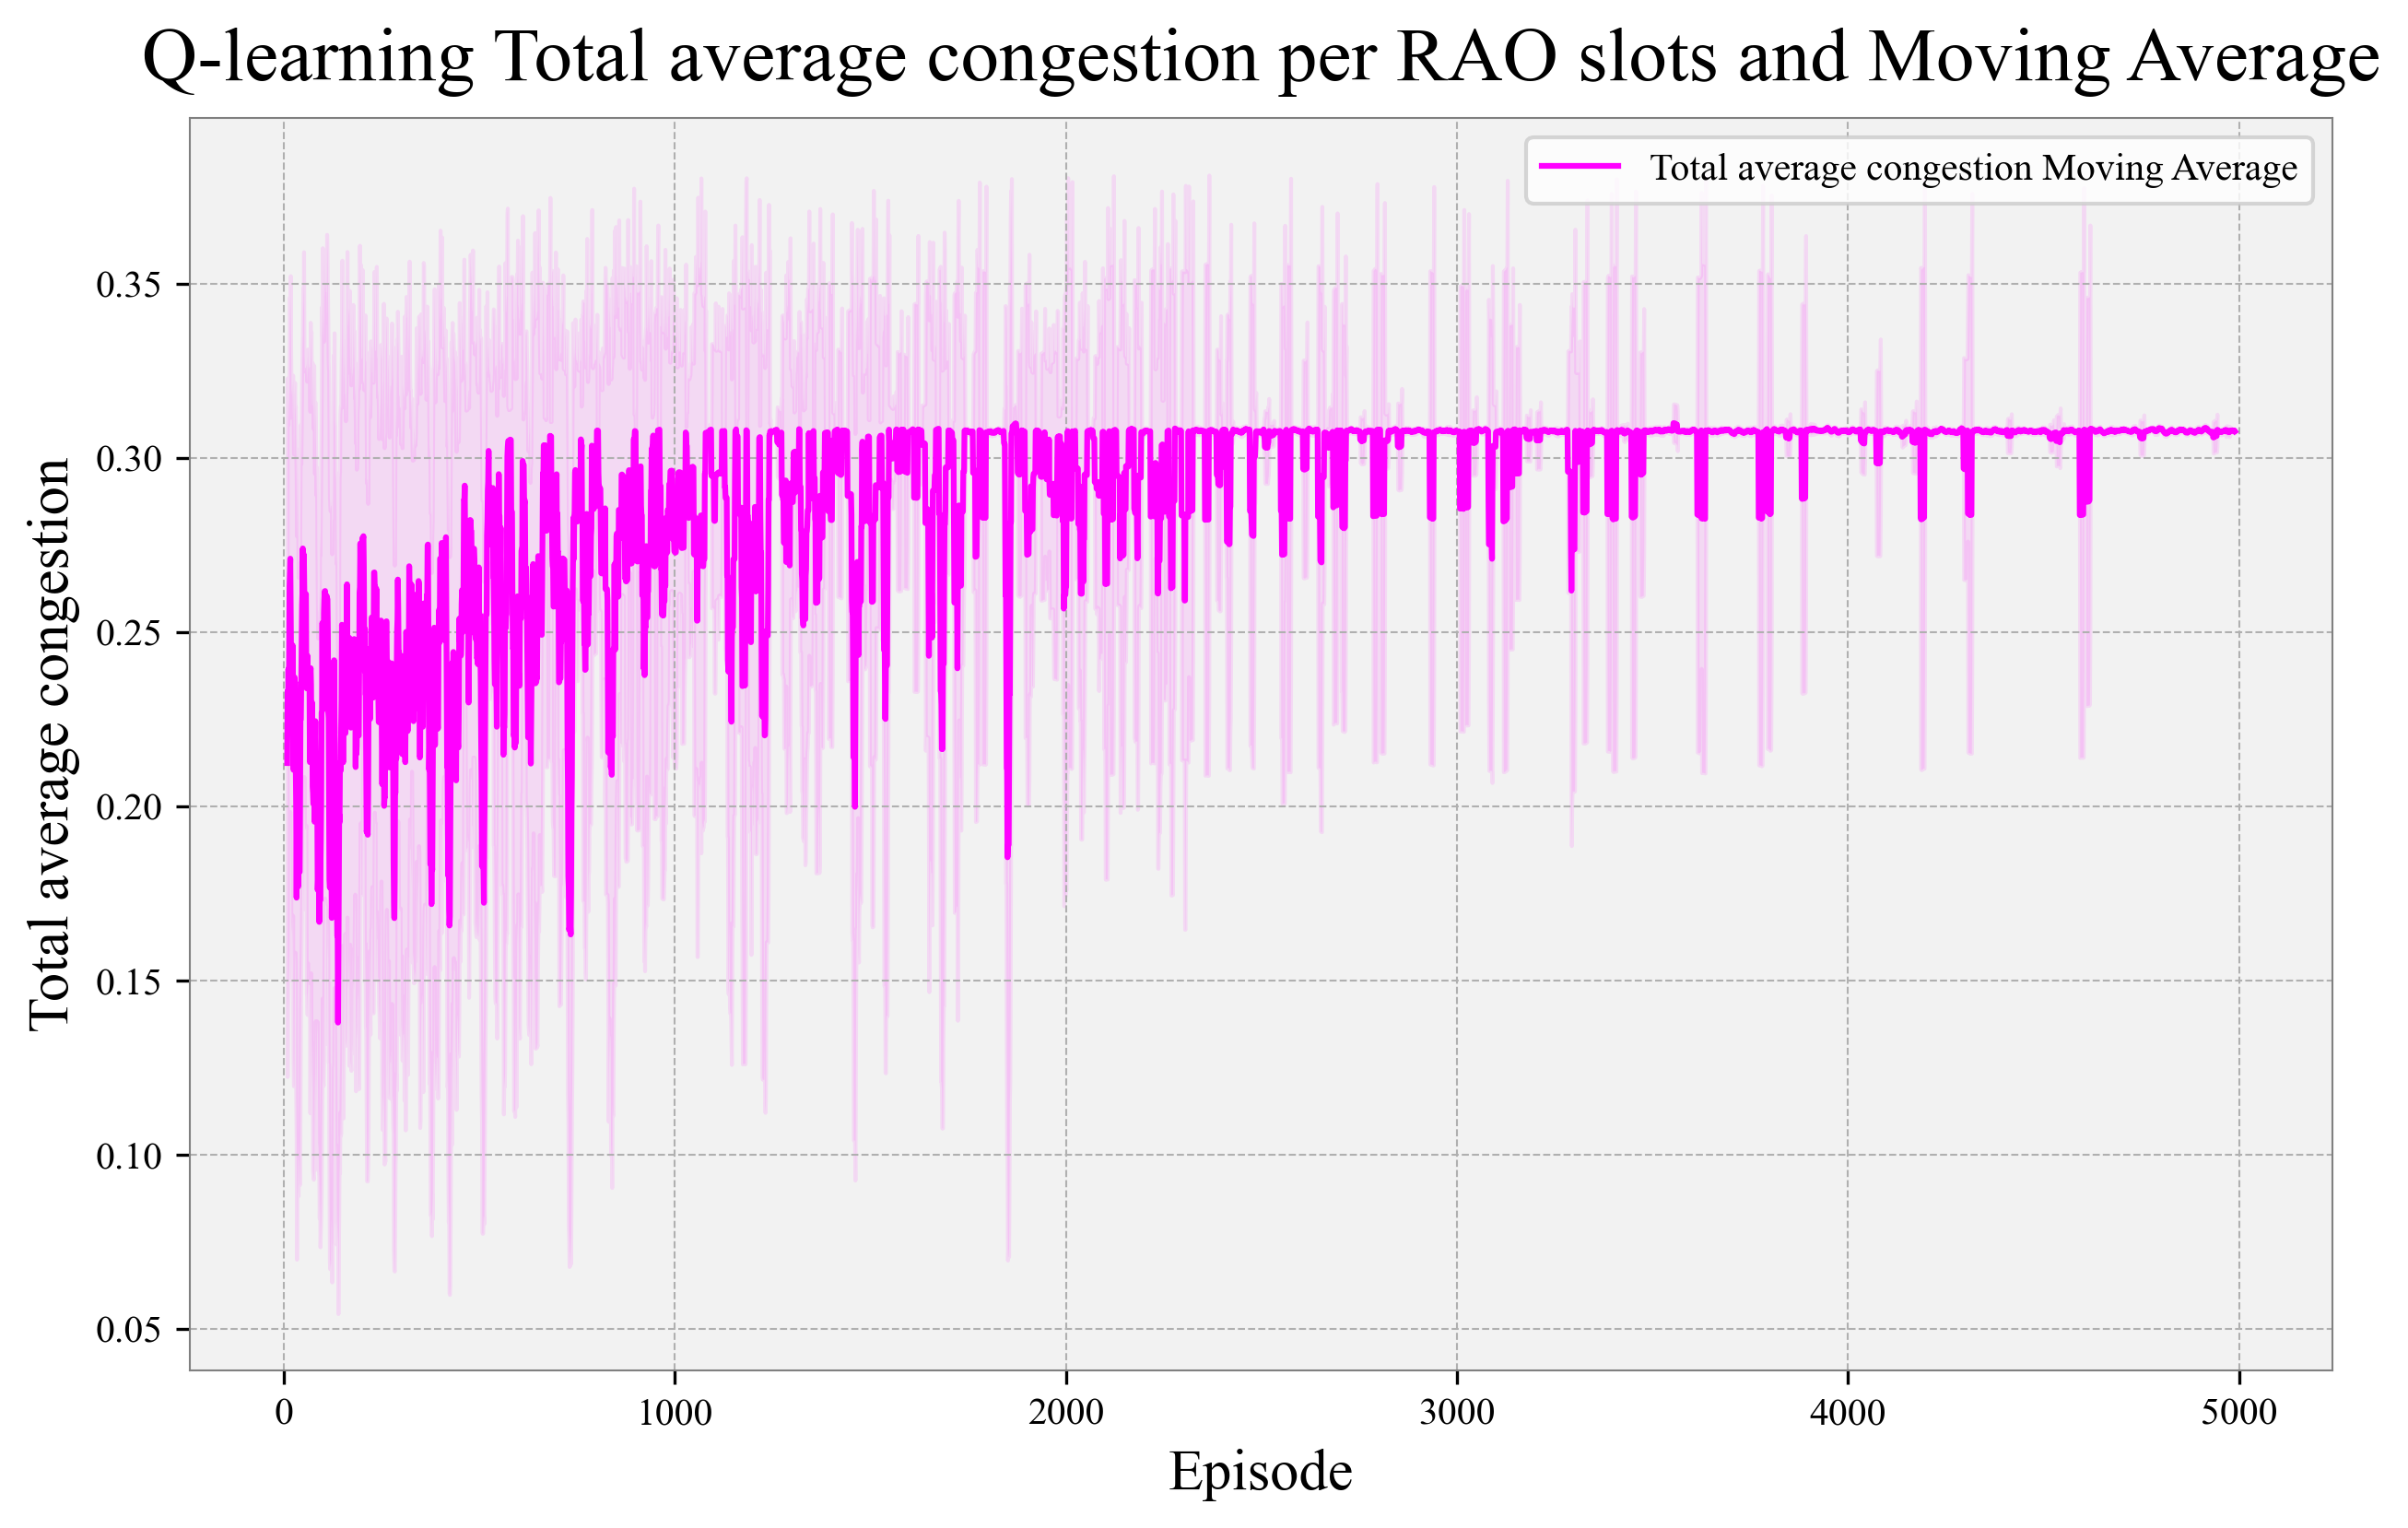 Q-learning Total average congestion per RAO slots and Moving Average
Total average congestion Moving Average
Total average congestion
0.35
0.30
0.25
0.20
0.15
0.10
0.05
0 1000 2000 3000 4000 5000
Episode